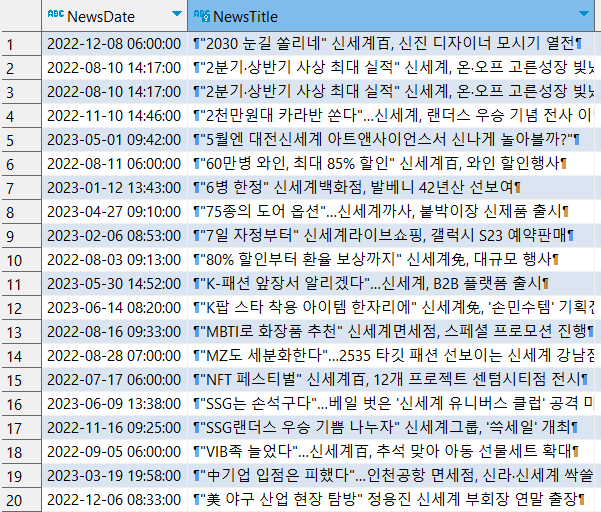 NewsDate NewsTitle
1 2022-12-08 06:00:00 ¶"2030 눈길 쏠리네" 신세계百, 신진 디자이너 모시기 열전¶
2 2022-08-10 14:17:00 ¶"2분기·상반기 사상 최대 실적" 신세계, 온·오프 고른성장 빛났
3 2022-08-10 14:17:00 ¶"2분기·상반기 사상 최대 실적" 신세계, 온·오프 고른성장 빛났
4 2022-11-10 14:46:00 ¶"2천만원대 카라반 쏜다"...신세계, 랜더스 우승 기념 전사 이
5 2023-05-01 09:42:00 ¶"5월엔 대전신세계 아트앤사이언스서 신나게 놀아볼까?"¶
6 2022-08-11 06:00:00 ¶"60만병 와인, 최대 85% 할인" 신세계百, 와인 할인행사¶
7 2023-01-12 13:43:00 ¶"6병 한정" 신세계백화점, 발베니 42년산 선보여¶
8 2023-04-27 09:10:00 ¶"75종의 도어 옵션"...신세계까사, 붙박이장 신제품 출시¶
9 2023-02-06 08:53:00 ¶"7일 자정부터" 신세계라이브쇼핑, 갤럭시 S23 예약판매¶
10 2022-08-03 09:13:00 ¶"80% 할인부터 환율 보상까지" 신세계免, 대규모 행사¶
11 2023-05-30 14:52:00 ¶"K-패션 앞장서 알리겠다"...신세계, B2B 플랫폼 출시¶
12 2023-06-14 08:20:00 ¶"K팝 스타 착용 아이템 한자리에" 신세계免, '손민수템' 기획전
13 2022-08-16 09:33:00 ¶"MBTI로 화장품 추천" 신세계면세점, 스페셜 프로모션 진행¶
14 2022-08-28 07:00:00 ¶"MZ도 세분화한다"...2535 타깃 패션 선보이는 신세계 강남점
15 2022-07-17 06:00:00 ¶"NFT 페스티벌" 신세계百, 12개 프로젝트 센텀시티점 전시¶
16 2023-06-09 13:38:00 ¶"SSG는 손석구다"...베일 벗은 '신세계 유니버스 클럽' 공격 마
17 2022-11-16 09:25:00 ¶"SSG랜더스 우승 기쁨 나누자" 신세계그룹, '쓱세일' 개최¶
18 2022-09-05 06:00:00 ¶"VIB족 늘었다"...신세계百, 추석 맞아 아동 선물세트 확대¶
19 2023-03-19 19:58:00 ¶"中기업 입점은 피했다"...인천공항 면세점, 신라·신세계 싹쓸
20 2022-12-06 08:33:00 ¶"美 야구 산업 현장 탐방" 정용진 신세계 부회장 연말 출장¶